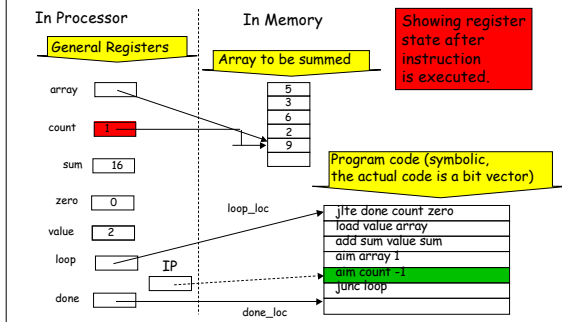 In Processor
In Memory
General Registers
Array to be summed
Showing register
state after
instruction
is executed.
array
count 1
sum 16
zero 0
value 2
loop
IP
done
5
3
6
2
9
Program code (symbolic,
the actual code is a bit vector)
loop_loc
jlte done count zero
load value array
add sum value sum
aim array 1
aim count -1
junc loop
done_loc